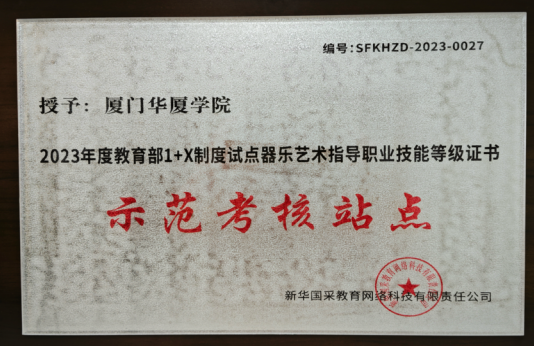 编号:SFKHZD-2023-0027
授予：厦门华厦学院
2023年度教育部1+X制度试点器乐艺术指导职业技能等级证书
示范考核站点
新华国采教育网络科技有限责任公司